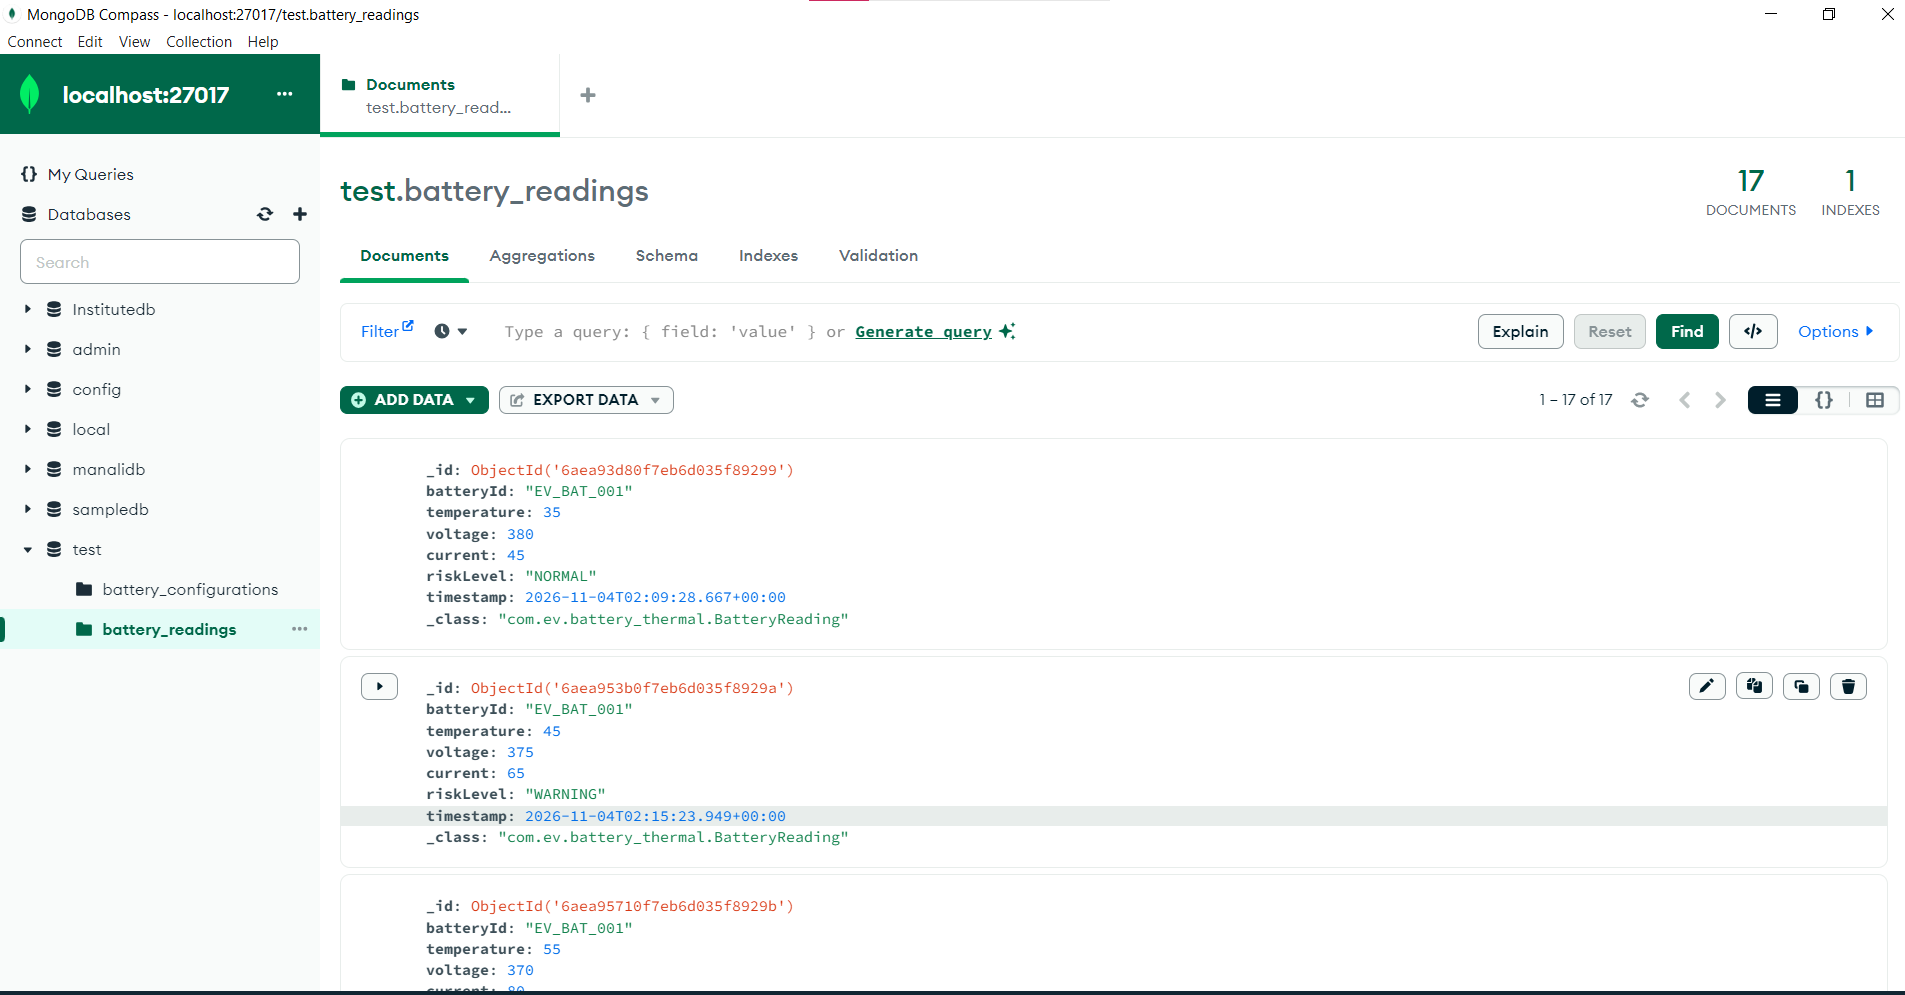 MongoDB Compass - localhost:27017/test.battery_readings
Connect Edit View Collection Help
localhost:27017
Documents
test.battery_read...
My Queries
Databases
Search
Institutedb
admin
config
local
manalidb
sampledb
test
battery_configurations
battery_readings
test.battery_readings
17
DOCUMENTS
1
INDEXES
Documents Aggregations Schema Indexes Validation
Filter Type a query: { field: 'value' } or Generate query Explain Reset Find </> Options
ADD DATA EXPORT DATA 1 – 17 of 17 {}
_id: ObjectId('6aea93d80f7eb6d035f89299')
batteryId: "EV_BAT_001"
temperature: 35
voltage: 380
current: 45
riskLevel: "NORMAL"
timestamp: 2026-11-04T02:09:28.667+00:00
_class: "com.ev.battery_thermal.BatteryReading"
_id: ObjectId('6aea953b0f7eb6d035f8929a')
batteryId: "EV_BAT_001"
temperature: 45
voltage: 375
current: 65
riskLevel: "WARNING"
timestamp: 2026-11-04T02:15:23.949+00:00
_class: "com.ev.battery_thermal.BatteryReading"
_id: ObjectId('6aea95710f7eb6d035f8929b')
batteryId: "EV_BAT_001"
temperature: 55
voltage: 370
current: 80